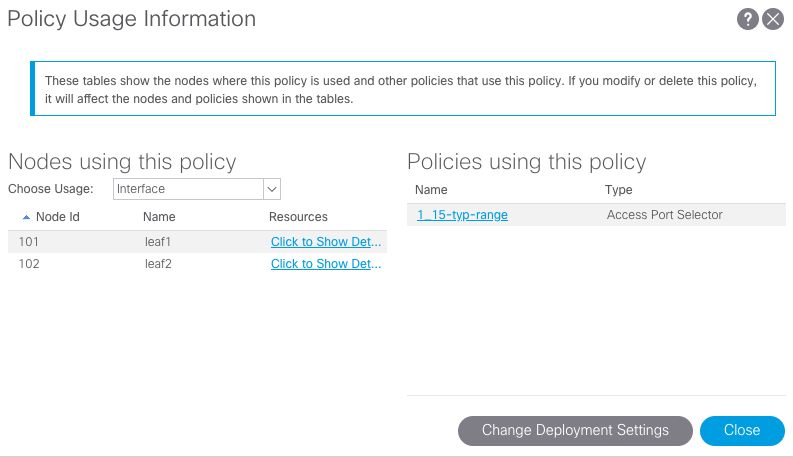 Policy Usage Information
?
These tables show the nodes where this policy is used and other policies that use this policy. If you modify or delete this policy,
it will affect the nodes and policies shown in the tables.
Nodes using this policy
Choose Usage: Interface
Node Id Name Resources
101 leaf1 Click to Show Det...
102 leaf2 Click to Show Det...
Policies using this policy
Name Type
1_15-typ-range Access Port Selector
Change Deployment Settings Close